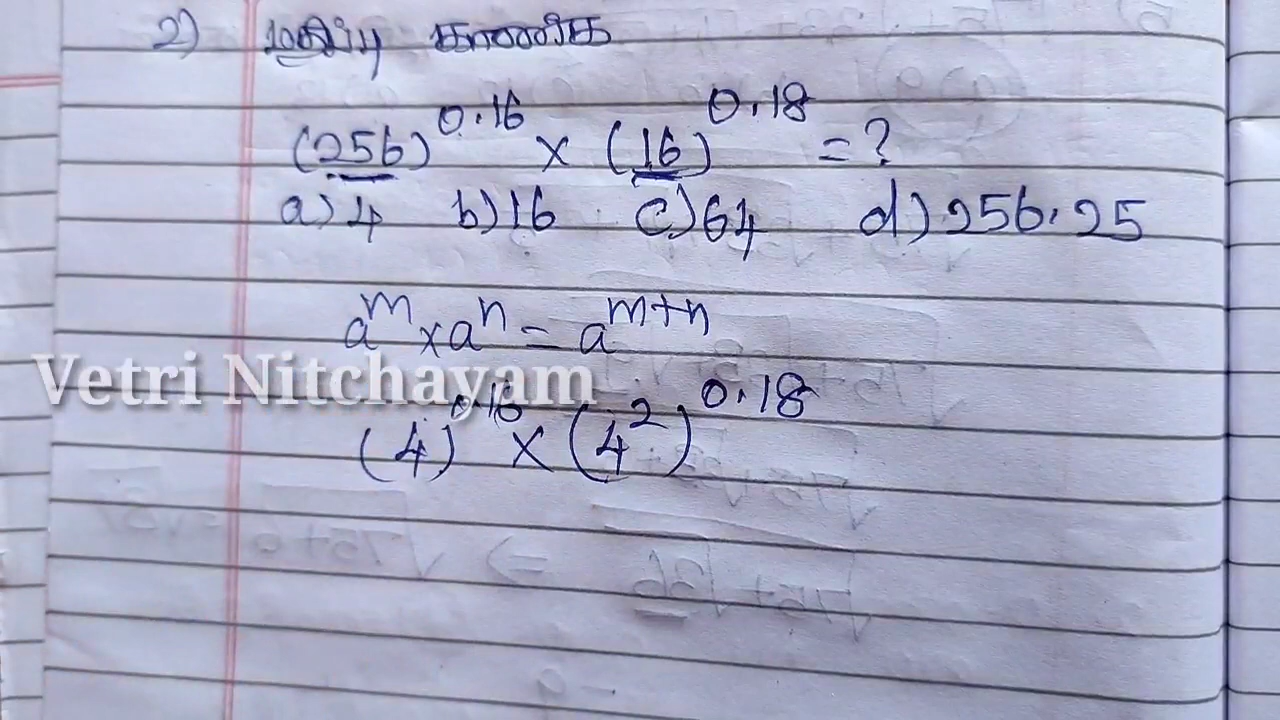 2) மதிப்பு காண்க
(256)^0.16 × (16)^0.18 = ?
a) 4 b) 16 c) 64 d) 256.25
a^m × a^n = a^m+n
Vetri Nitchayam
(4)^0.16 × (4^2)^0.18